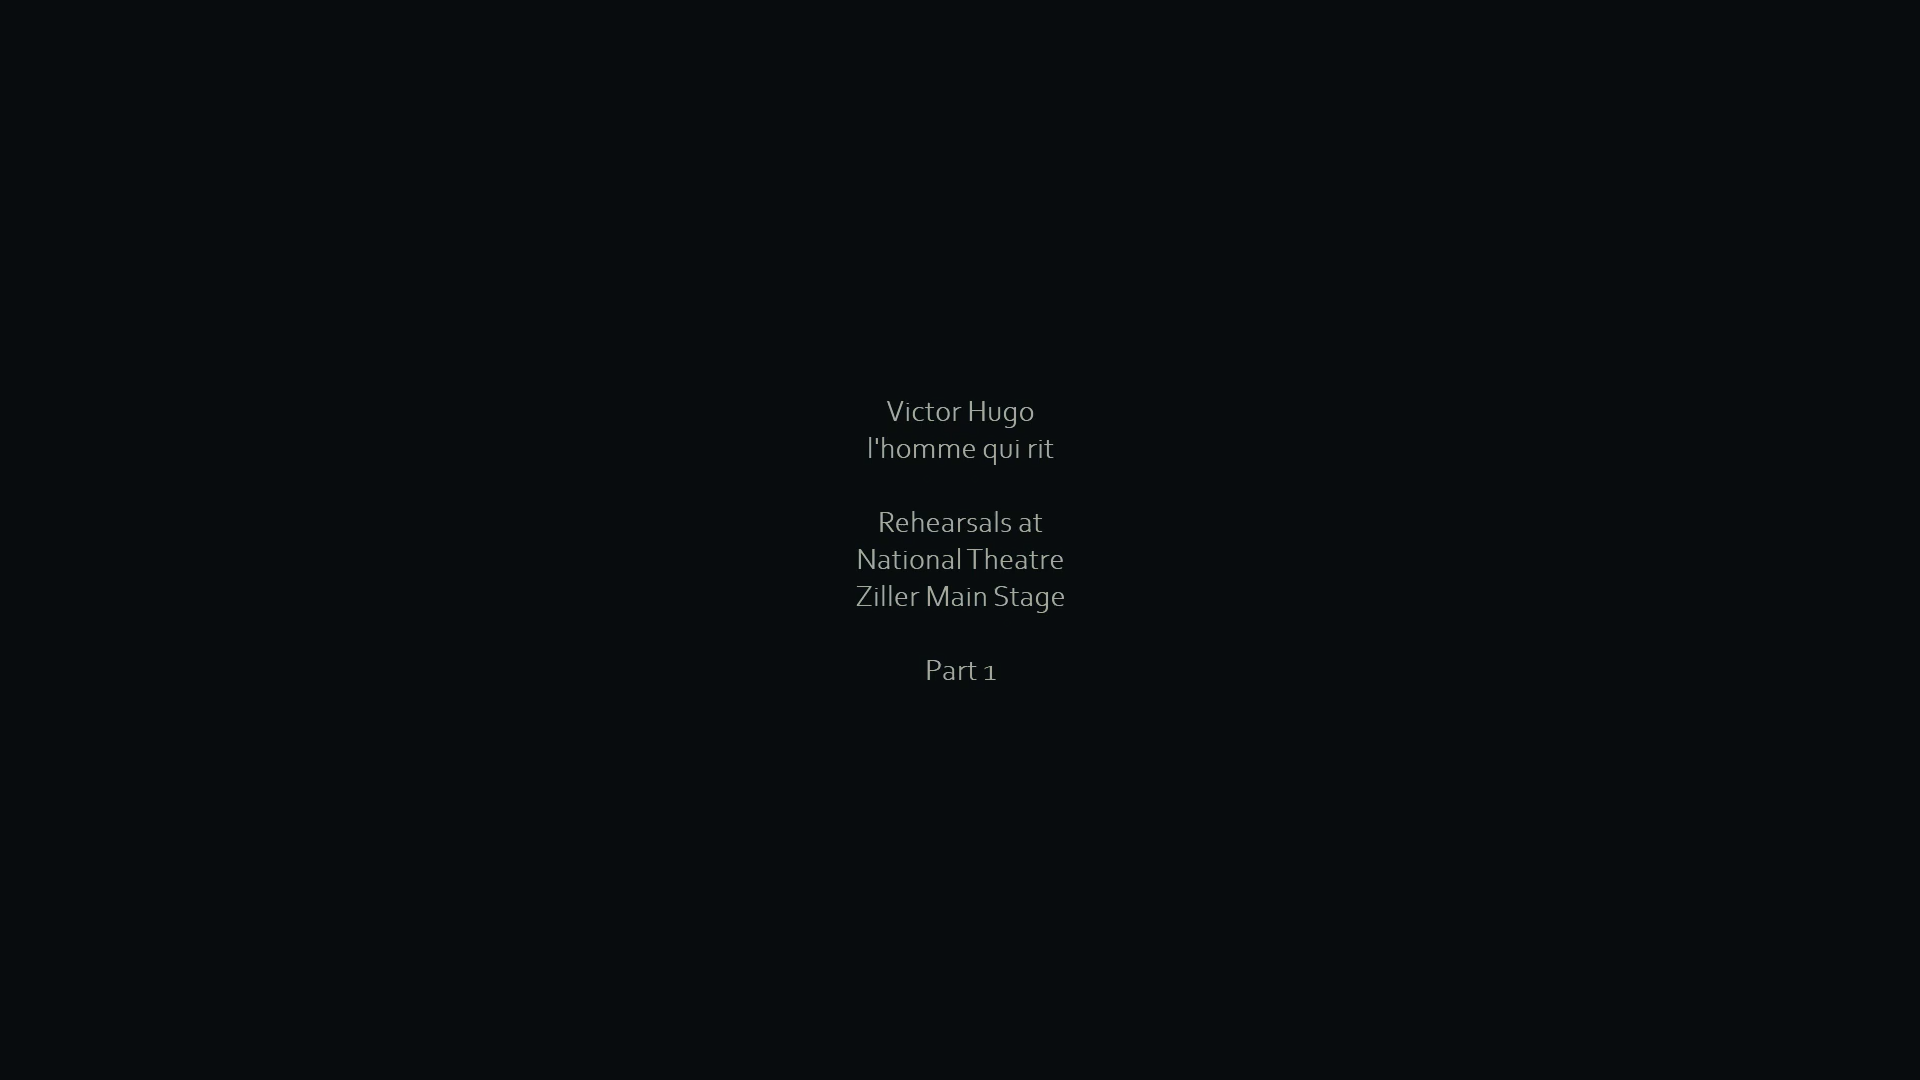 Victor Hugo
l'homme qui rit
Rehearsals at
National Theatre
Ziller Main Stage
Part 1